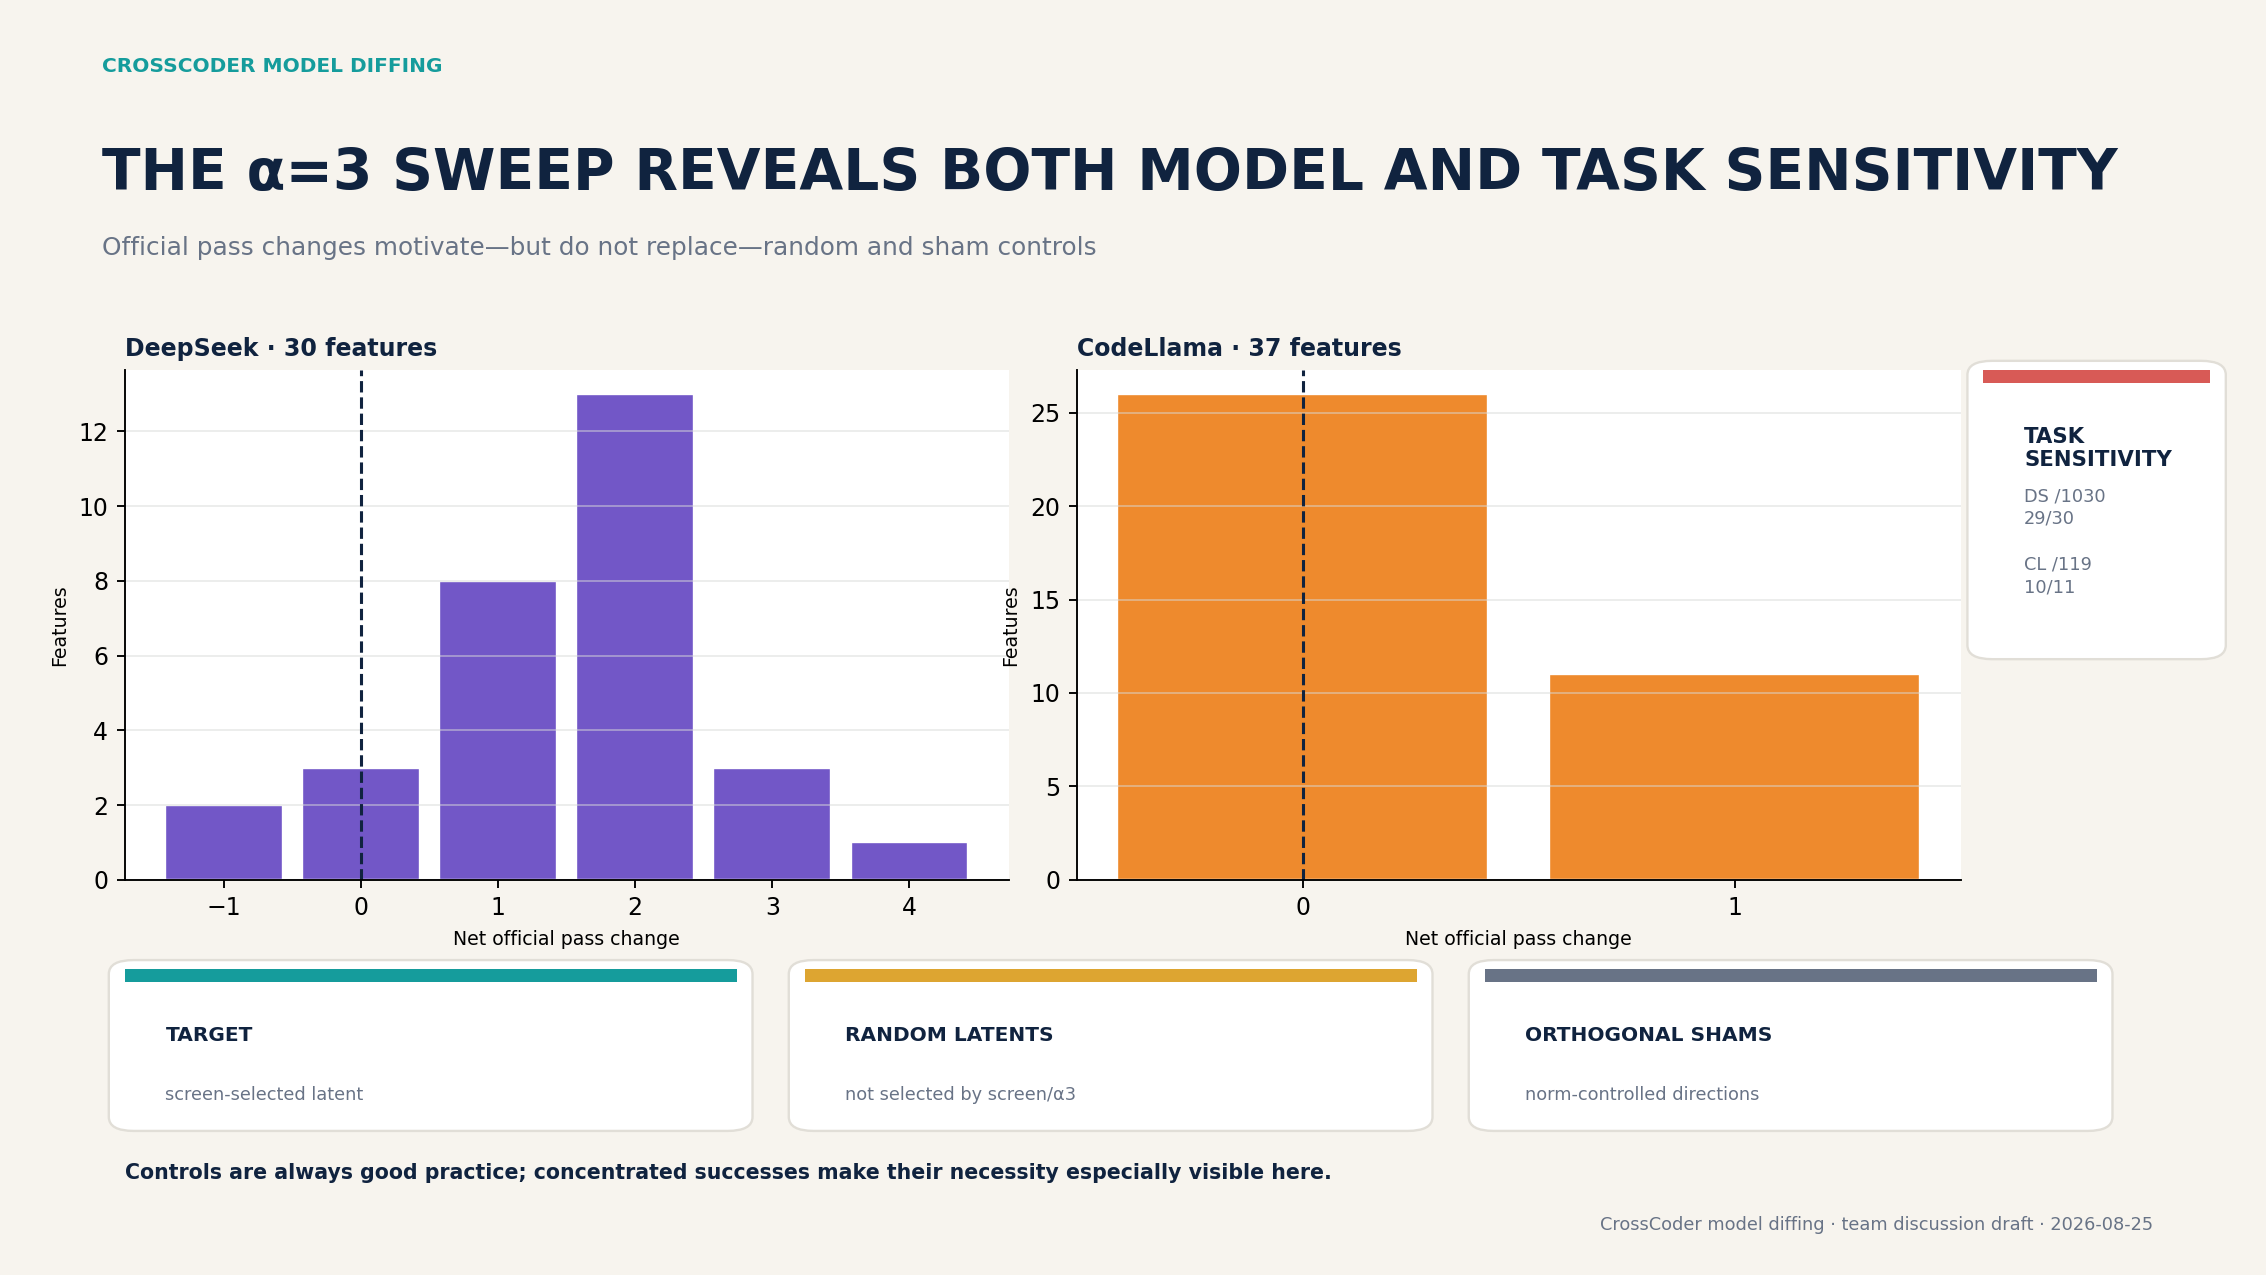 CROSSCODER MODEL DIFFING
THE α=3 SWEEP REVEALS BOTH MODEL AND TASK SENSITIVITY
Official pass changes motivate—but do not replace—random and sham controls
DeepSeek · 30 features
12
10
8
6
4
2
0
Features
−1
0
1
2
3
4
Net official pass change
CodeLlama · 37 features
25
20
15
10
5
0
Features
0
1
Net official pass change
TASK
SENSITIVITY
DS /1030
29/30
CL /119
10/11
TARGET
screen-selected latent
RANDOM LATENTS
not selected by screen/α3
ORTHOGONAL SHAMS
norm-controlled directions
Controls are always good practice; concentrated successes make their necessity especially visible here.
CrossCoder model diffing · team discussion draft · 2026-08-25